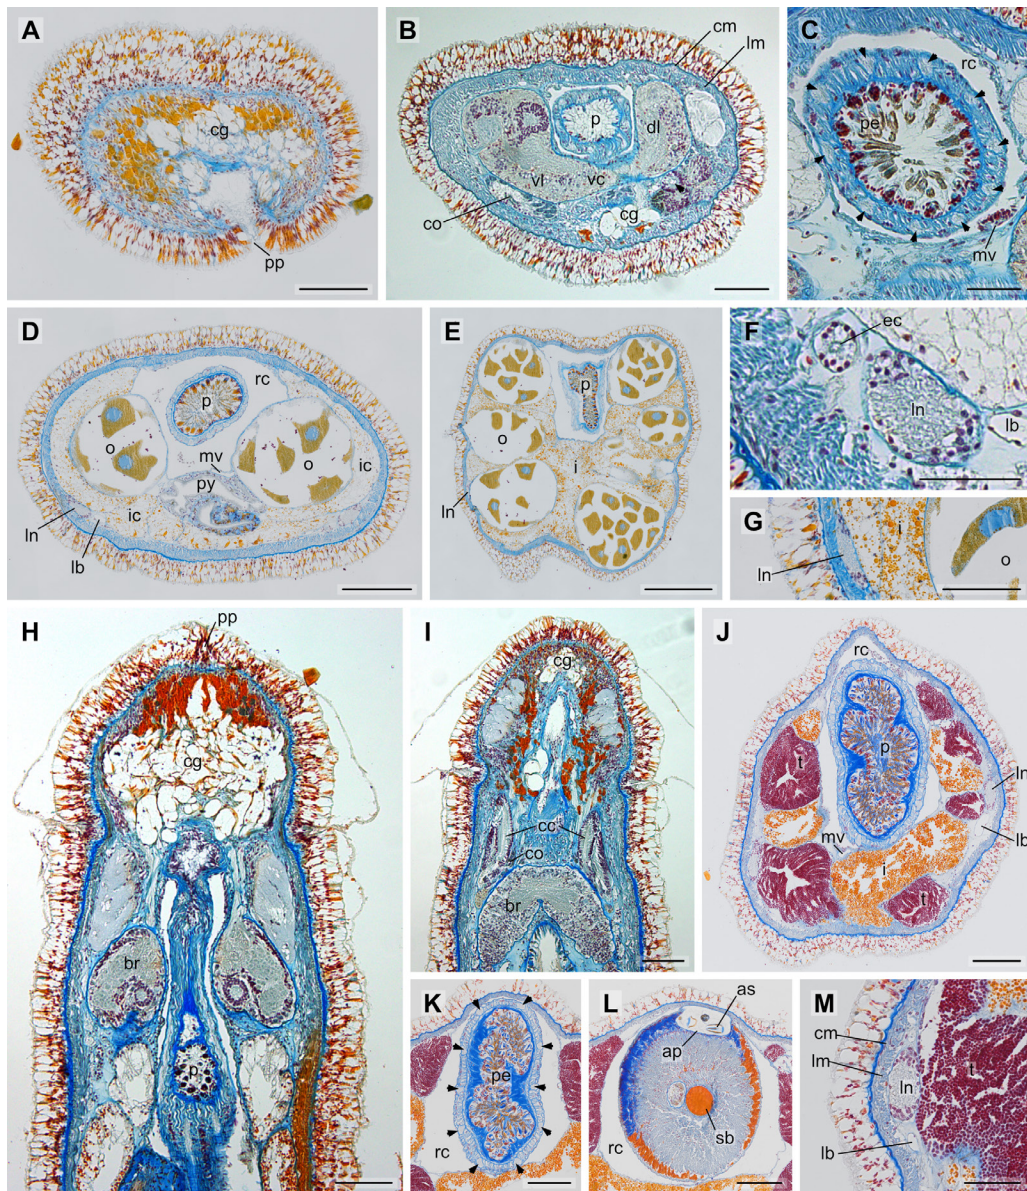 A
cg
pp
B
cm
lm
p
dl
vl
vc
co
cg
C
rc
pe
mv
D
rc
p
o
o
mv
ic
py
ic
ln
lb
E
p
o
i
ln
F
ec
ln
lb
G
i
ln
o
H
pp
cg
br
p
I
cg
cc
co
br
J
rc
p
t
t
ln
mv
lb
i
t
K
pe
rc
L
as
ap
sb
rc
M
cm
lm
t
ln
lb